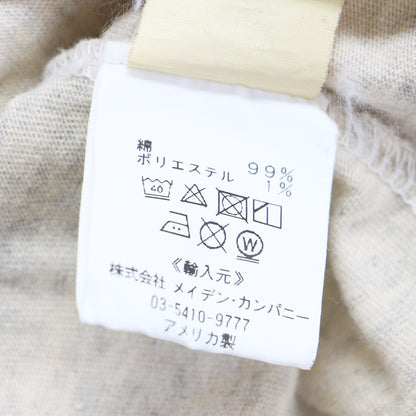 綿 99%
ポリエステル 1%
40
W
《輸入元》
株式会社 メイデン・カンパニー
03-5410-9777
アメリカ製